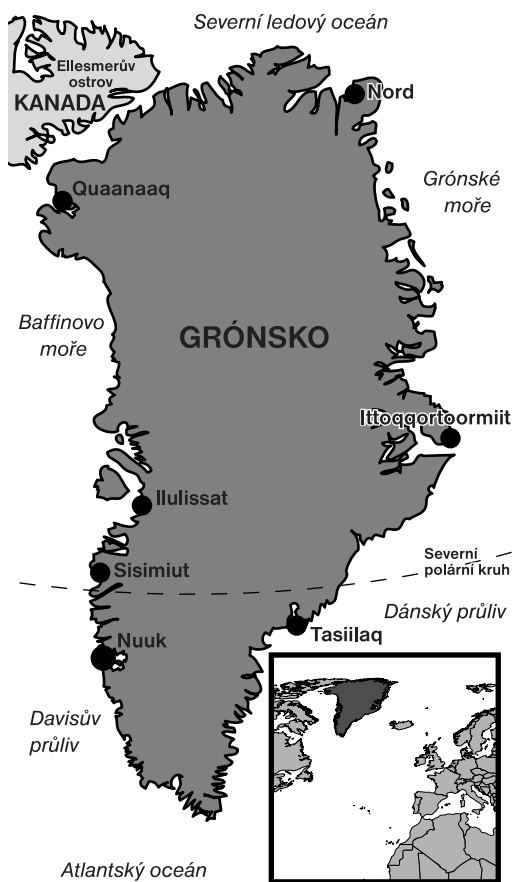 Severní ledový oceán
Ellesmerův
ostrov
KANADA
Nord
Quaanaaq
Grónské
moře
Baffinovo
moře
GRÓNSKO
Ittoqqortoormiit
Ilulissat
Severní
polární kruh
Sisimiut
Dánský průliv
Tasiilaq
Nuuk
Davisův
průliv
Atlantský oceán